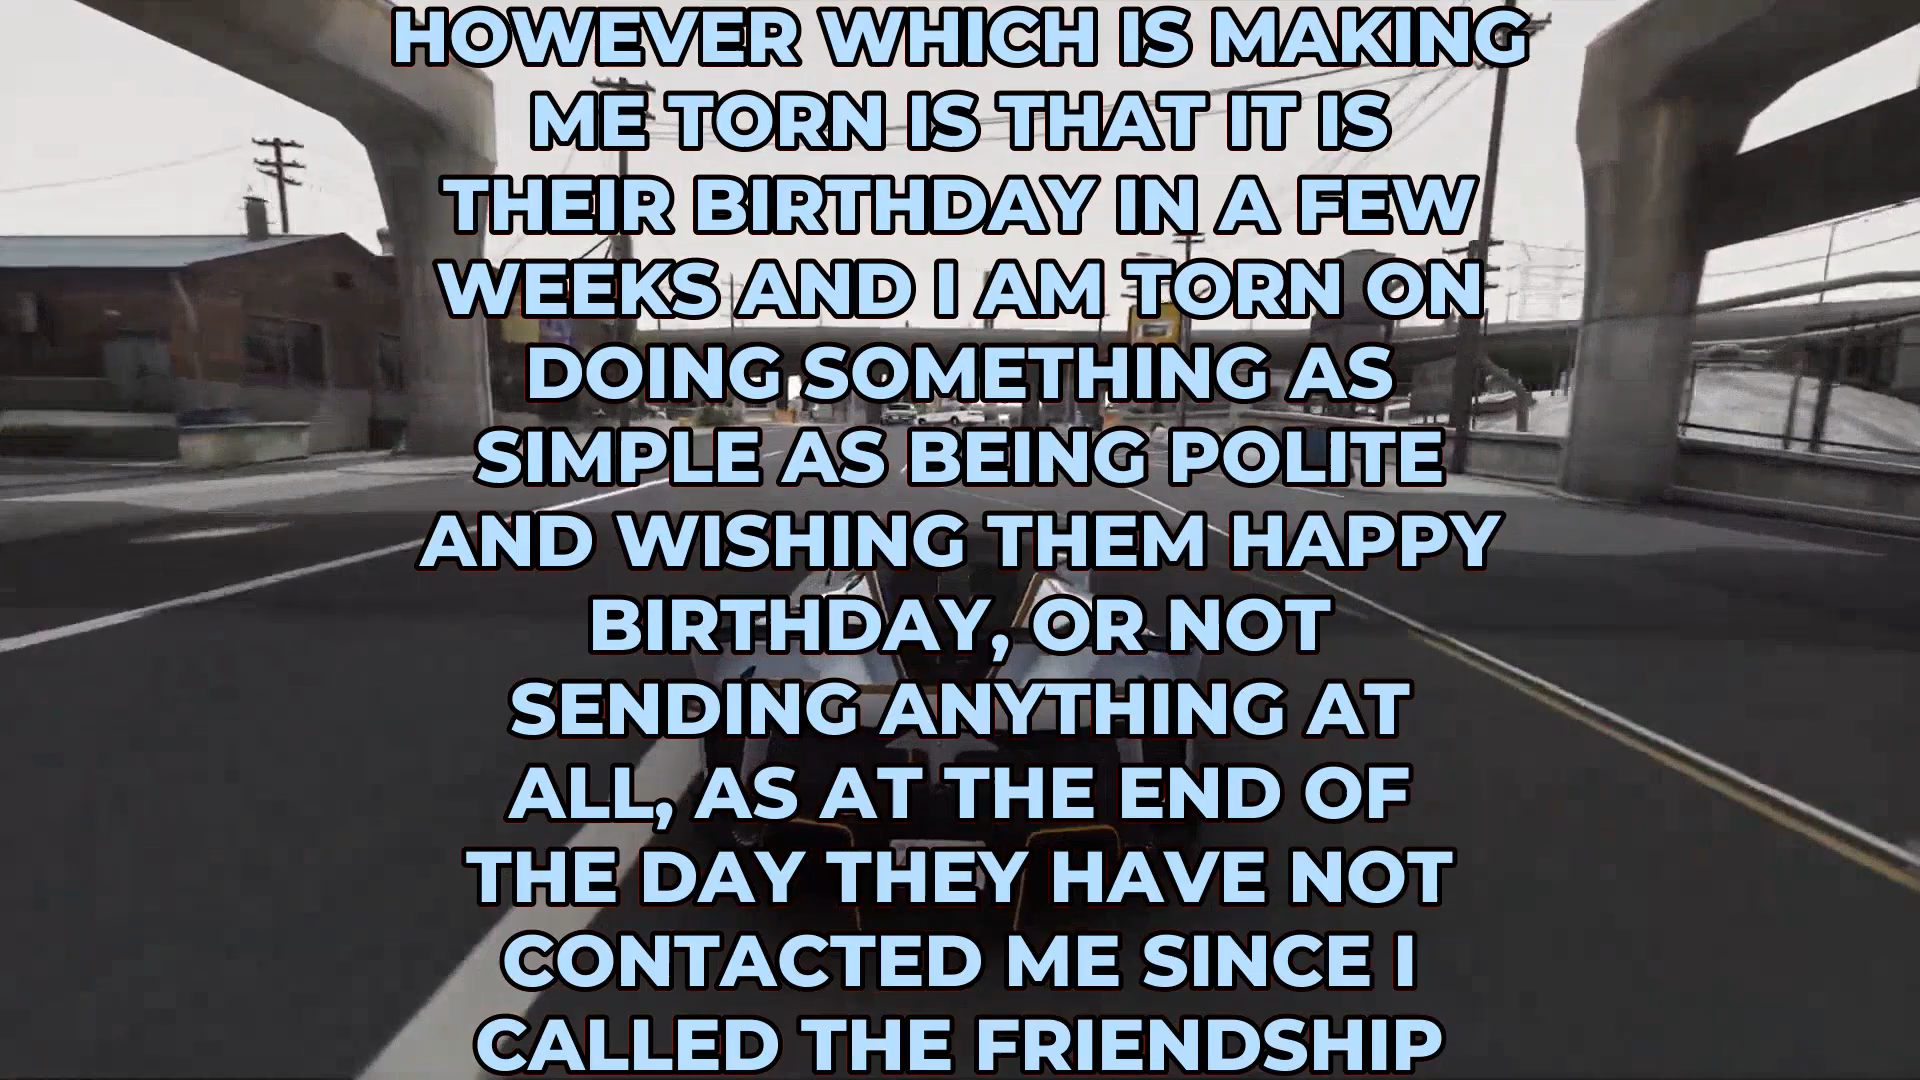 HOWEVER WHICH IS MAKING
ME TORN IS THAT IT IS
THEIR BIRTHDAY IN A FEW
WEEKS AND I AM TORN ON
DOING SOMETHING AS
SIMPLE AS BEING POLITE
AND WISHING THEM HAPPY
BIRTHDAY, OR NOT
SENDING ANYTHING AT
ALL, AS AT THE END OF
THE DAY THEY HAVE NOT
CONTACTED ME SINCE I
CALLED THE FRIENDSHIP